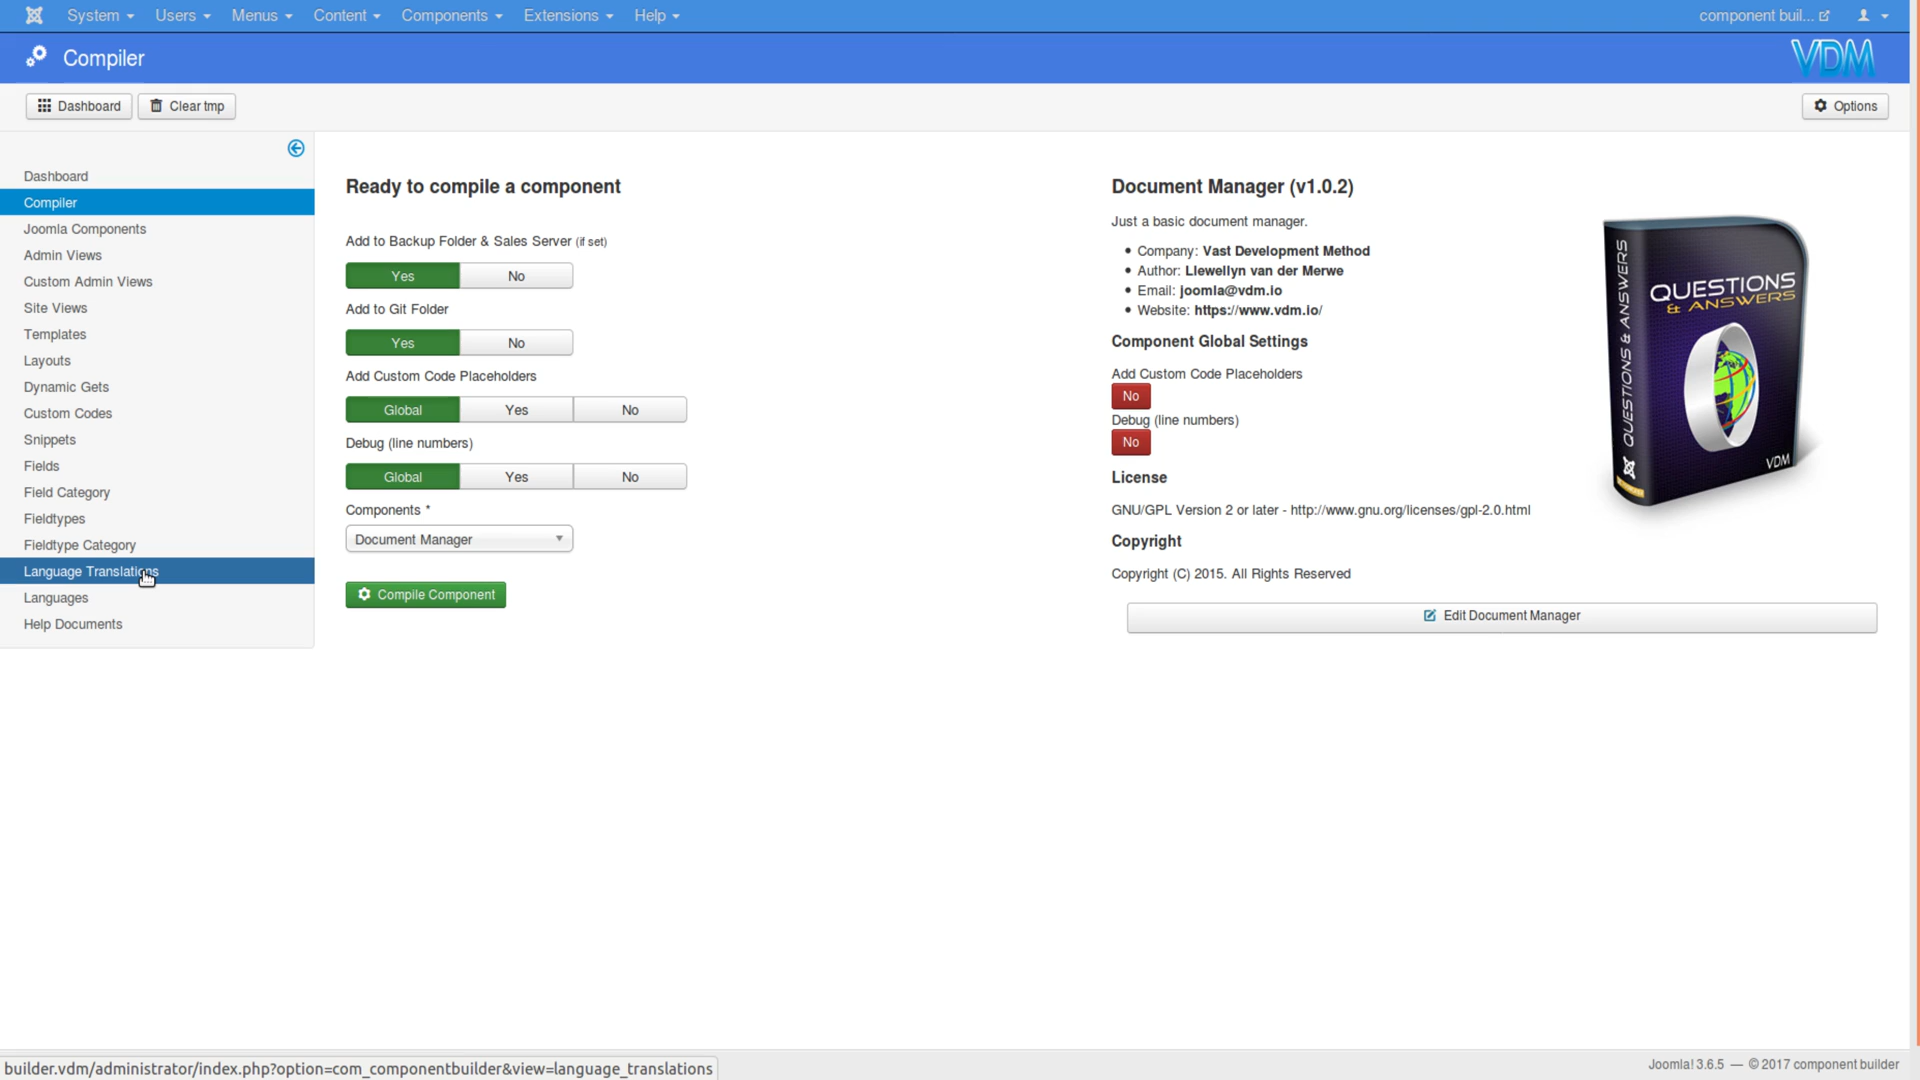 System Users Menus Content Components Extensions Help component buil...
Compiler VDM
Dashboard Clear tmp Options
Dashboard
Compiler
Joomla Components
Admin Views
Custom Admin Views
Site Views
Templates
Layouts
Dynamic Gets
Custom Codes
Snippets
Fields
Field Category
Fieldtypes
Fieldtype Category
Language Translations
Languages
Help Documents
Ready to compile a component
Add to Backup Folder & Sales Server (if set)
Yes No
Add to Git Folder
Yes No
Add Custom Code Placeholders
Global Yes No
Debug (line numbers)
Global Yes No
Components *
Document Manager
Compile Component
Document Manager (v1.0.2)
Just a basic document manager.
• Company: Vast Development Method
• Author: Llewellyn van der Merwe
• Email: joomla@vdm.io
• Website: https://www.vdm.io/
Component Global Settings
Add Custom Code Placeholders
No
Debug (line numbers)
No
License
GNU/GPL Version 2 or later - http://www.gnu.org/licenses/gpl-2.0.html
Copyright
Copyright (C) 2015. All Rights Reserved
Edit Document Manager
QUESTIONS & ANSWERS
QUESTIONS
& ANSWERS
VDM
builder.vdm/administrator/index.php?option=com_componentbuilder&view=language_translations
Joomla! 3.6.5 — © 2017 component builder